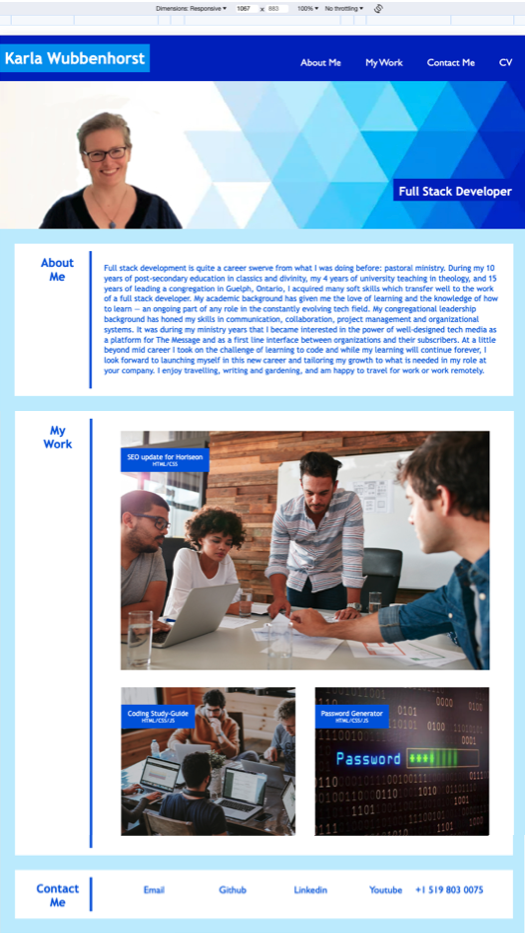 Dimensions: Responsive 1067 x 883 100% No throttling
Karla Wubbenhorst
About Me My Work Contact Me CV
Full Stack Developer
About
Me
Full stack development is quite a career swerve from what I was doing before: pastoral ministry. During my 10
years of post-secondary education in classics and divinity, my 4 years of university teaching in theology, and 15
years of leading a congregation in Guelph, Ontario, I acquired many soft skills which transfer well to the work
of a full stack developer. My academic background has given me the love of learning and the knowledge of how
to learn — an ongoing part of any role in the constantly evolving tech field. My congregational leadership
background has honed my skills in communication, collaboration, project management and organizational
systems. It was during my ministry years that I became interested in the power of well-designed tech media as
a platform for The Message and as a first line interface between organizations and their subscribers. At a little
beyond mid career I took on the challenge of learning to code and while my learning will continue forever, I
look forward to launching myself in this new career and tailoring my growth to what is needed in my role at
your company. I enjoy travelling, writing and gardening, and am happy to travel for work or work remotely.
My
Work
SEO update for Horiseon
HTML/CSS
Coding Study-Guide
HTML/CSS/JS
Password Generator
HTML/CSS/JS
Password
Contact
Me
Email Github Linkedin Youtube +1 519 803 0075